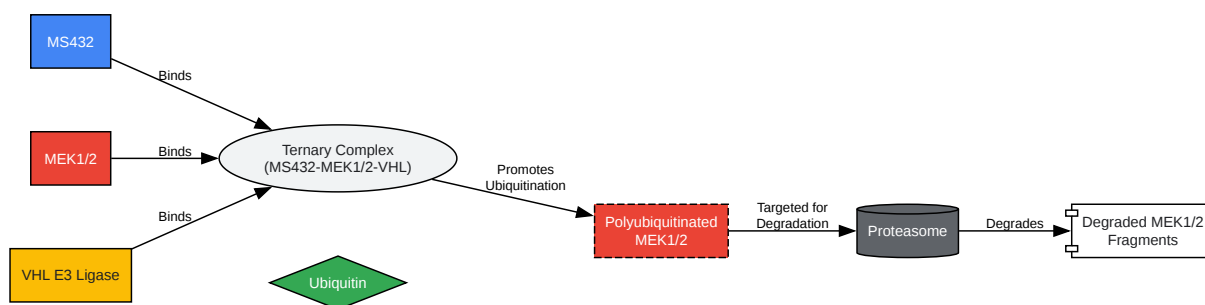 MS432
Binds
MEK1/2
Binds
VHL E3 Ligase
Binds
Ternary Complex
(MS432-MEK1/2-VHL)
Ubiquitin
Promotes
Ubiquitination
Polyubiquitinated
MEK1/2
Targeted for
Degradation
Proteasome
Degrades
Degraded MEK1/2
Fragments